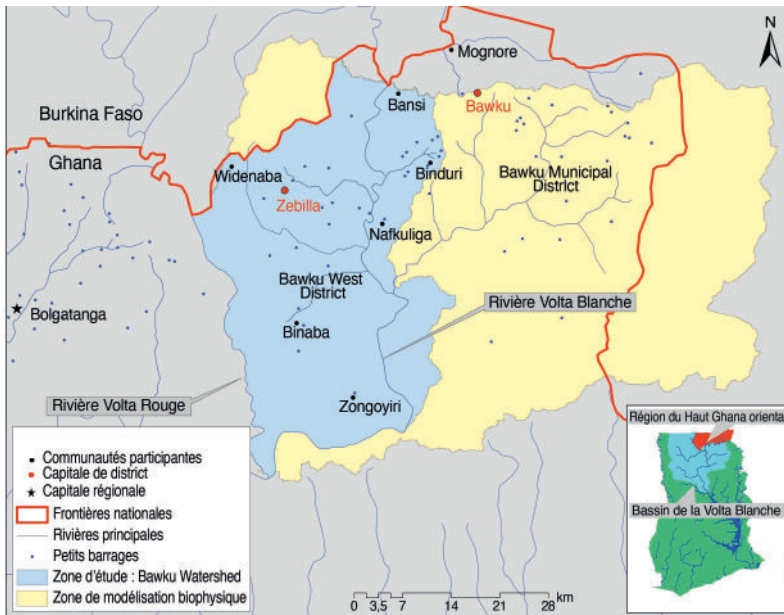 Mognore
Burkina Faso
Bansi
Bawku
Ghana
Widenaba
Binduri
Bawku Municipal
District
Zebilla
Nafkuliga
Bawku West
District
Rivière Volta Blanche
Bolgatanga
Binaba
Rivière Volta Rouge
Zongoyiri
Région du Haut Ghana orienta
Bassin de la Volta Blanche
Communautés participantes
Capitale de district
Capitale régionale
Frontières nationales
Rivières principales
Petits barrages
Zone d'étude : Bawku Watershed
Zone de modélisation biophysique
N
km
0 3,5 7 14 21 28